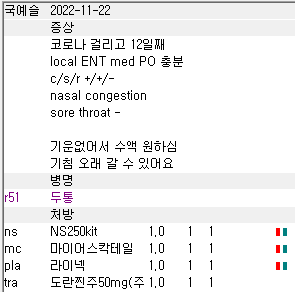 국예슬 2022-11-22
증상
코로나 걸리고 12일째
local ENT med PO 충분
c/s/r +/+/-
nasal congestion
sore throat -
기운없어서 수액 원하심
기침 오래 갈 수 있어요
병명
r51 두통
처방
ns NS250kit 1.0 1 1
mc 마이어스칵테일 1.0 1 1
pla 라이넥 1.0 1 1
tra 도란찐주50mg(주 1.0 1 1